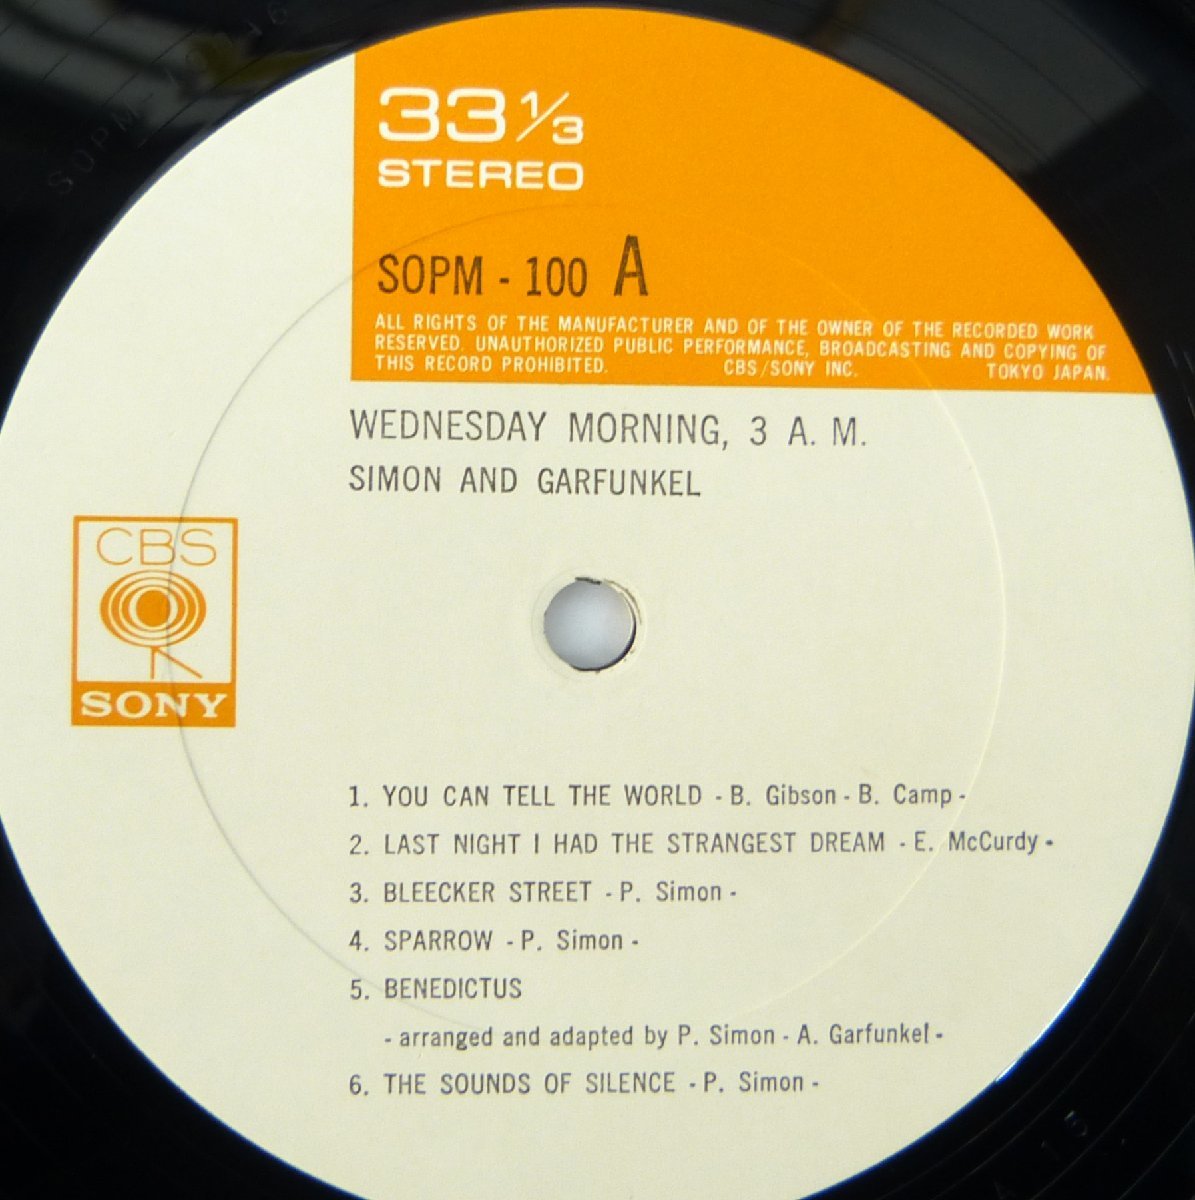 33 1/3
STEREO
SOPM - 100 A
ALL RIGHTS OF THE MANUFACTURER AND OF THE OWNER OF THE RECORDED WORK
RESERVED. UNAUTHORIZED PUBLIC PERFORMANCE, BROADCASTING AND COPYING OF
THIS RECORD PROHIBITED. CBS/SONY INC. TOKYO JAPAN.
WEDNESDAY MORNING, 3 A. M.
SIMON AND GARFUNKEL
CBS
SONY
1. YOU CAN TELL THE WORLD - B. Gibson - B. Camp -
2. LAST NIGHT I HAD THE STRANGEST DREAM - E. McCurdy -
3. BLEECKER STREET - P. Simon -
4. SPARROW - P. Simon -
5. BENEDICTUS
- arranged and adapted by P. Simon - A. Garfunkel -
6. THE SOUNDS OF SILENCE - P. Simon -